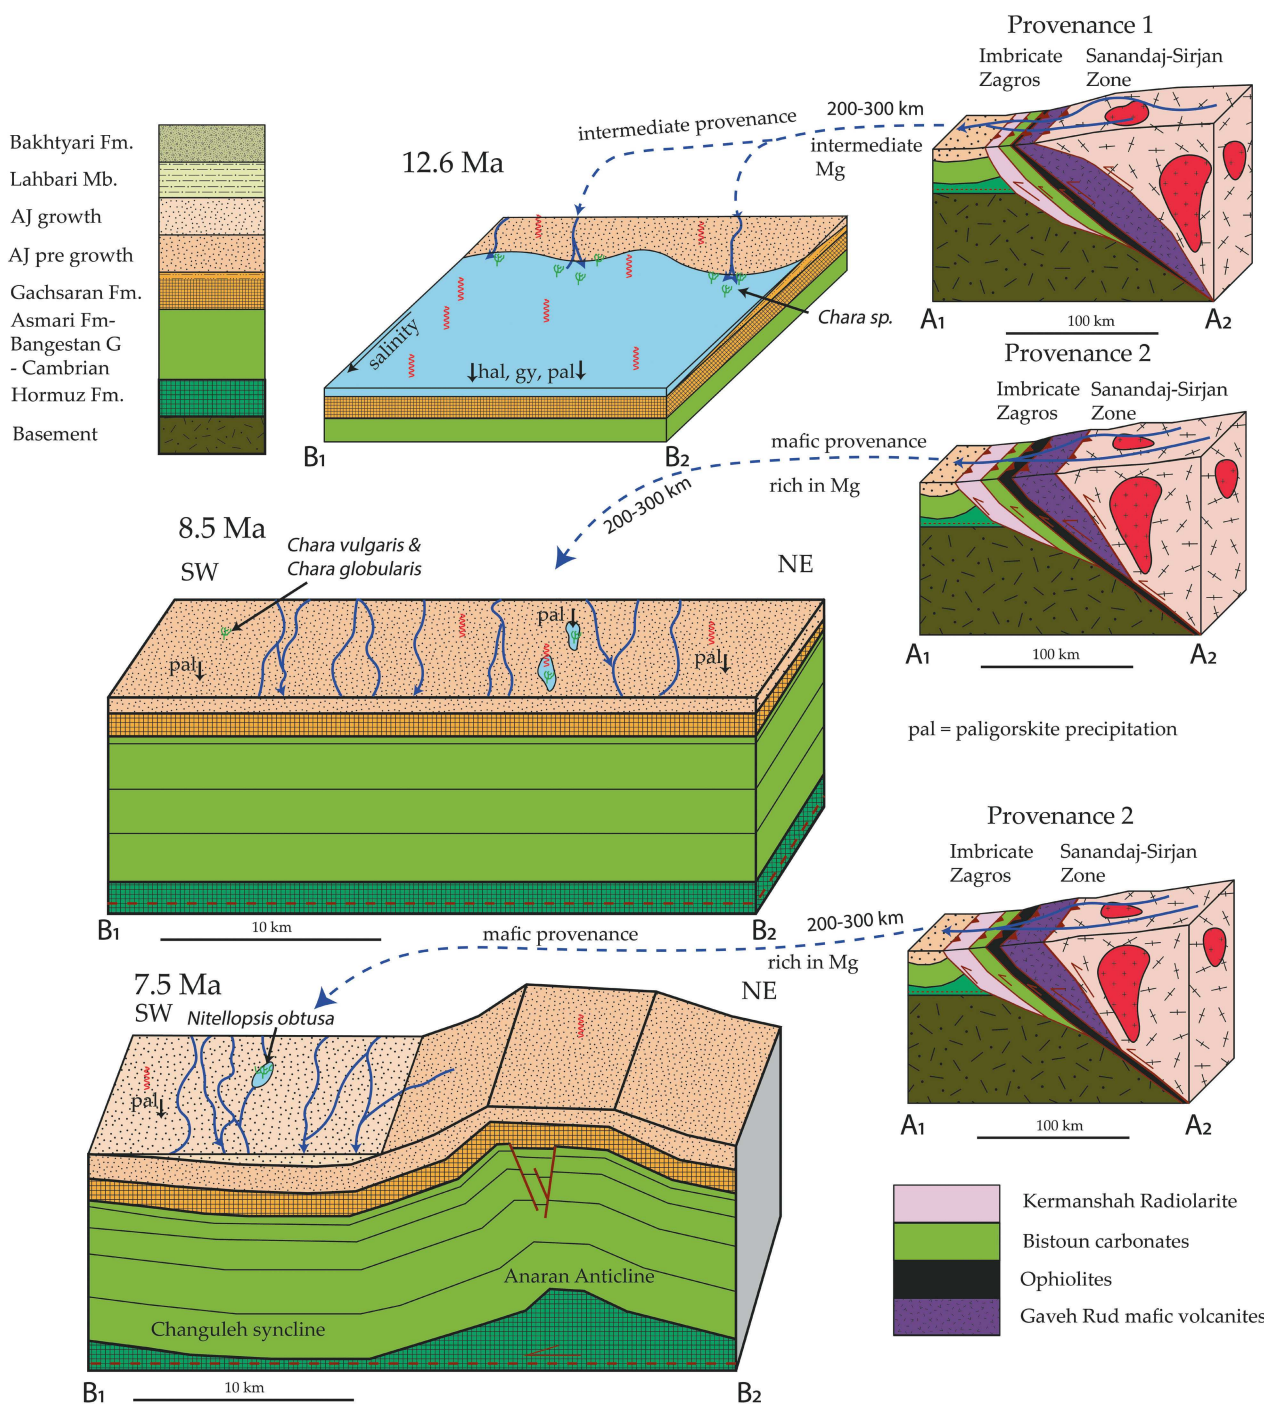 Provenance 1
Imbricate
Zagros
Sanandaj-Sirjan
Zone
200-300 km
intermediate provenance
intermediate
Mg
12.6 Ma
Bakhtyari Fm.
Lahbari Mb.
AJ growth
AJ pre growth
Gachsaran Fm.
Asmari Fm-
Bangestan G
- Cambrian
Hormuz Fm.
Basement
Chara sp.
salinity
hal, gy, pal
B1
B2
A1
100 km
A2
Provenance 2
Imbricate
Zagros
Sanandaj-Sirjan
Zone
mafic provenance
rich in Mg
200-300 km
8.5 Ma
SW
Chara vulgaris &
Chara globularis
NE
pal
pal
pal
A1
100 km
A2
pal = paligorskite precipitation
B1
10 km
B2
Provenance 2
Imbricate
Zagros
Sanandaj-Sirjan
Zone
200-300 km
mafic provenance
rich in Mg
7.5 Ma
SW
NE
Nitellopsis obtusa
pal
A1
100 km
A2
Anaran Anticline
Changuleh syncline
B1
10 km
B2
Kermanshah Radiolarite
Bistoun carbonates
Ophiolites
Gaveh Rud mafic volcanites